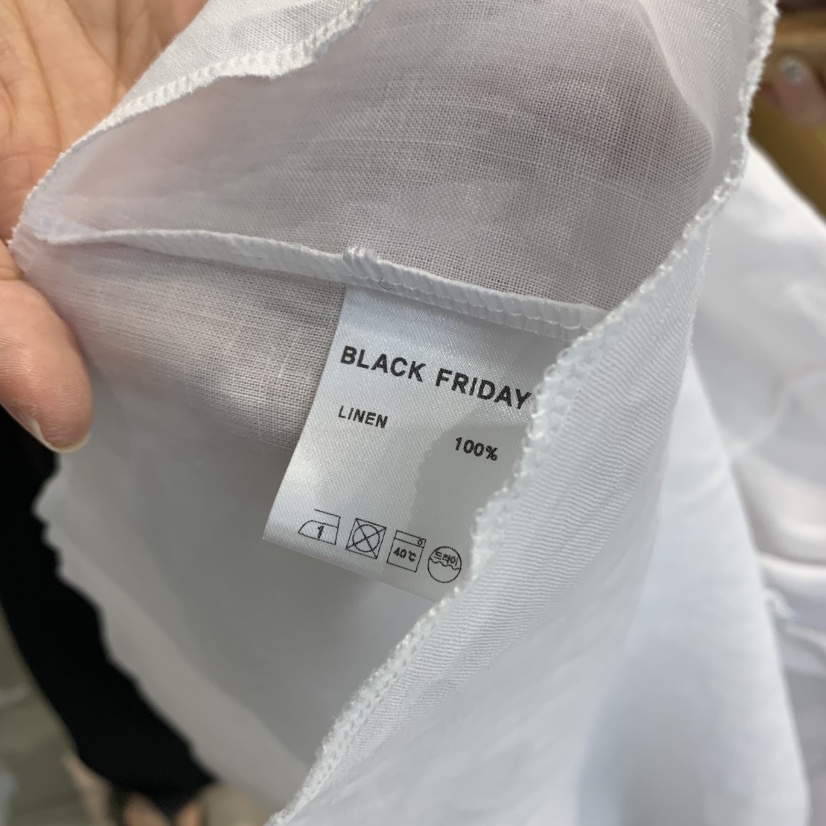 BLACK FRIDAY
LINEN
100%
1
40℃
드라이